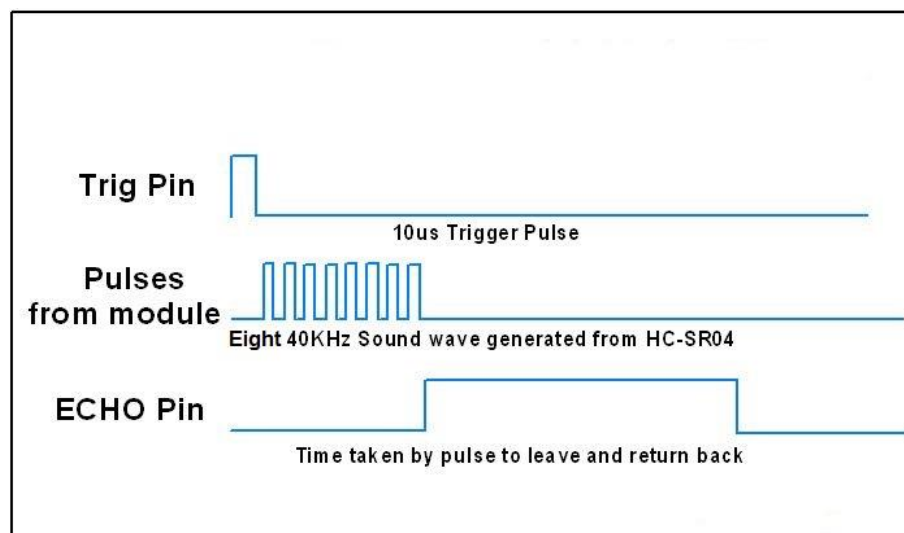 Trig Pin
10us Trigger Pulse
Pulses
from module
Eight 40KHz Sound wave generated from HC-SR04
ECHO Pin
Time taken by pulse to leave and return back